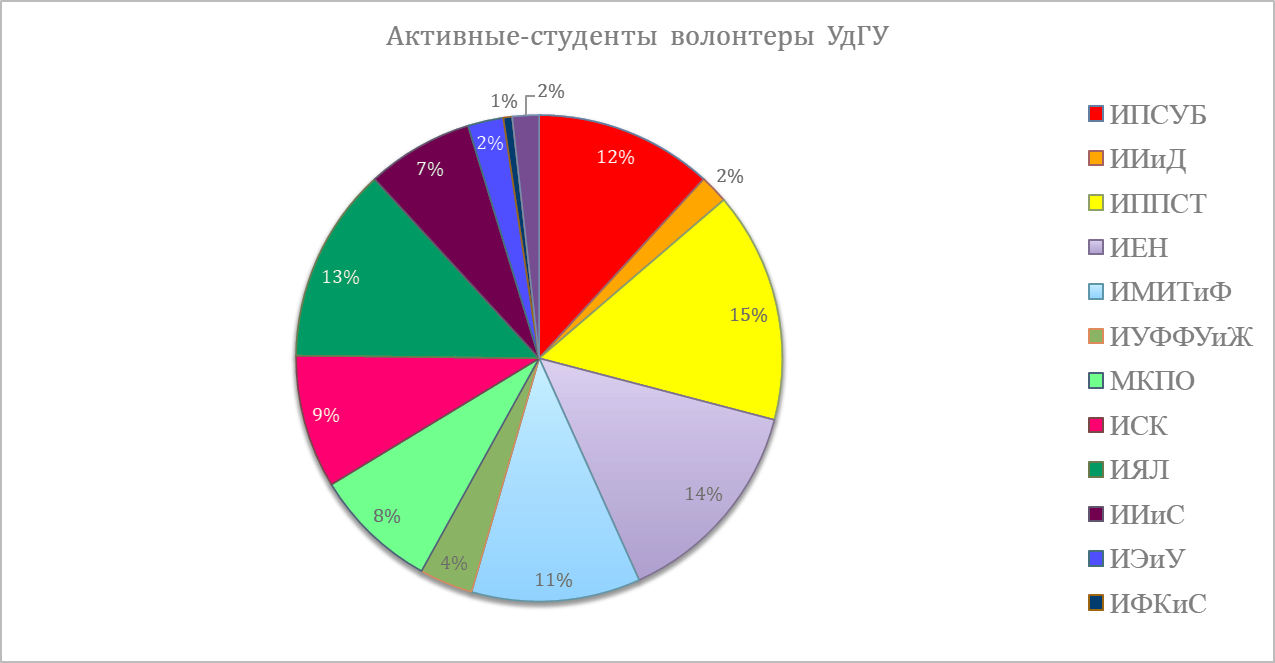 Активные-студенты волонтеры УдГУ
1%
2%
2%
12%
2%
7%
13%
15%
9%
14%
8%
4%
11%
ИПСУБ
ИИиД
ИППСТ
ИЕН
ИМИТиФ
ИУФФУиЖ
МКПО
ИСК
ИЯЛ
ИИиС
ИЭиУ
ИФКиС